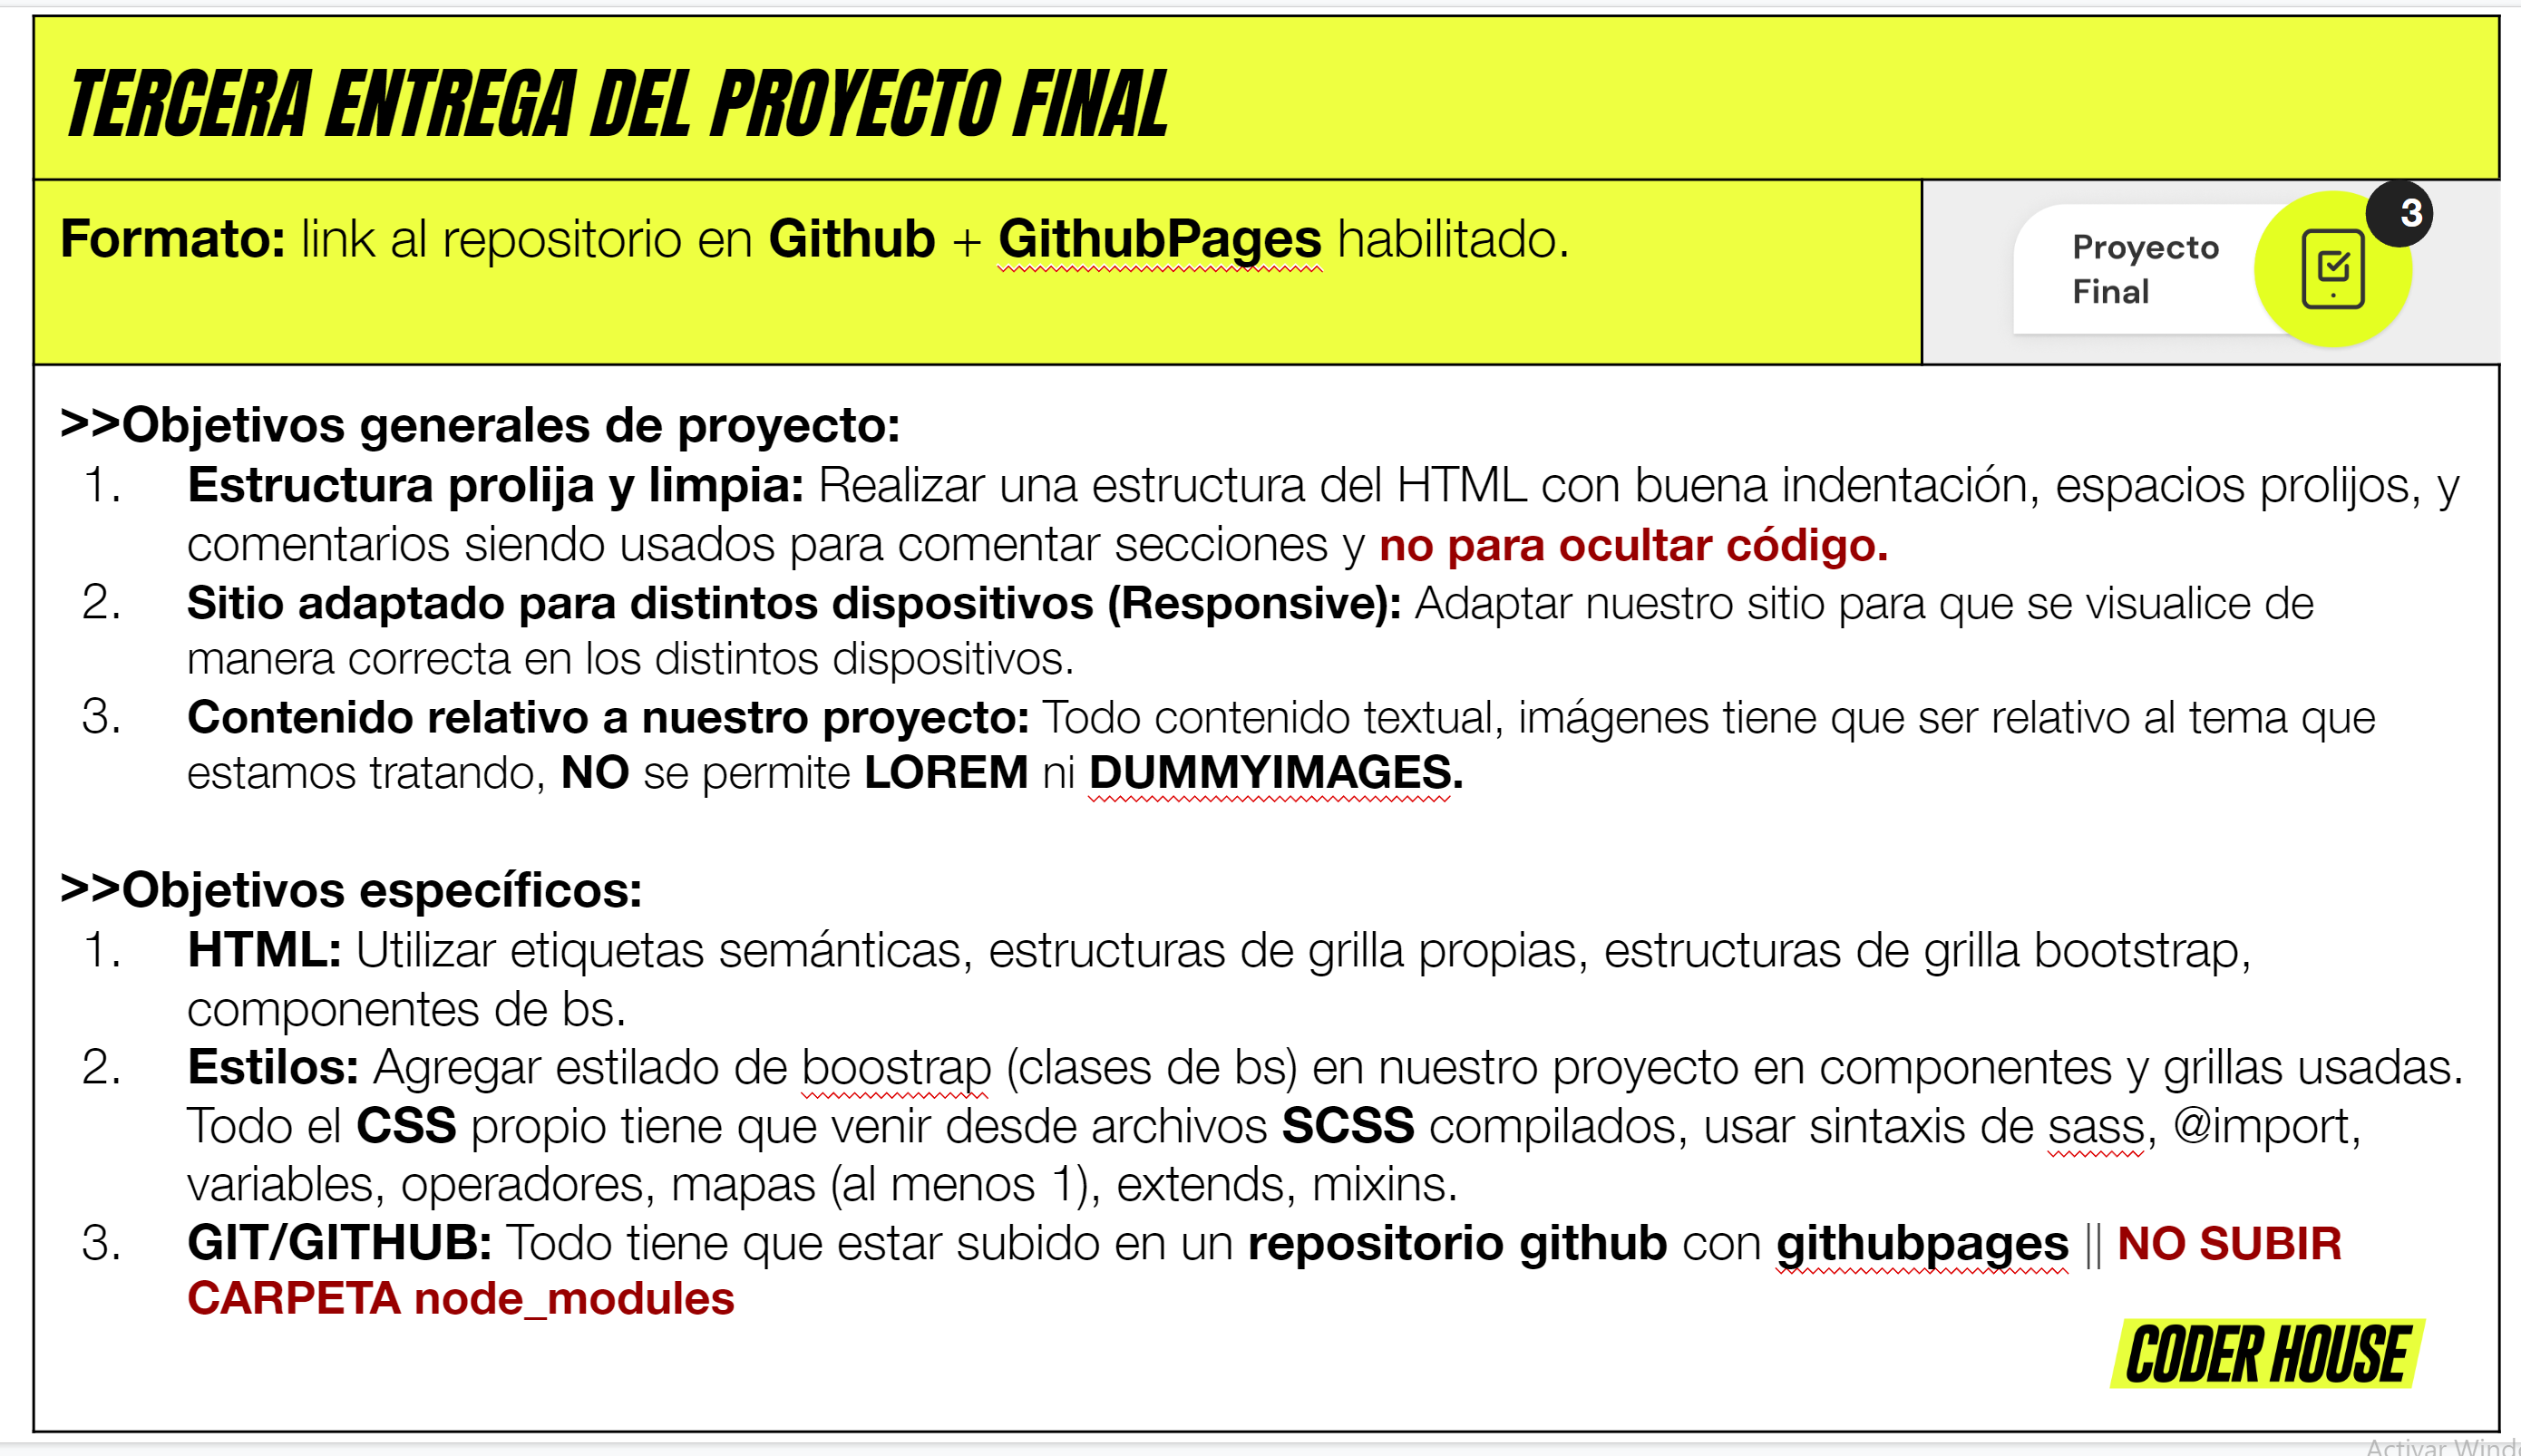 TERCERA ENTREGA DEL PROYECTO FINAL
Formato: link al repositorio en Github + GithubPages habilitado.
Proyecto
Final
3
>>Objetivos generales de proyecto:
1. Estructura prolija y limpia: Realizar una estructura del HTML con buena indentación, espacios prolijos, y
comentarios siendo usados para comentar secciones y no para ocultar código.
2. Sitio adaptado para distintos dispositivos (Responsive): Adaptar nuestro sitio para que se visualice de
manera correcta en los distintos dispositivos.
3. Contenido relativo a nuestro proyecto: Todo contenido textual, imágenes tiene que ser relativo al tema que
estamos tratando, NO se permite LOREM ni DUMMYIMAGES.
>>Objetivos específicos:
1. HTML: Utilizar etiquetas semánticas, estructuras de grilla propias, estructuras de grilla bootstrap,
componentes de bs.
2. Estilos: Agregar estilado de boostrap (clases de bs) en nuestro proyecto en componentes y grillas usadas.
Todo el CSS propio tiene que venir desde archivos SCSS compilados, usar sintaxis de sass, @import,
variables, operadores, mapas (al menos 1), extends, mixins.
3. GIT/GITHUB: Todo tiene que estar subido en un repositorio github con githubpages || NO SUBIR
CARPETA node_modules
CODER HOUSE
Activar Wind